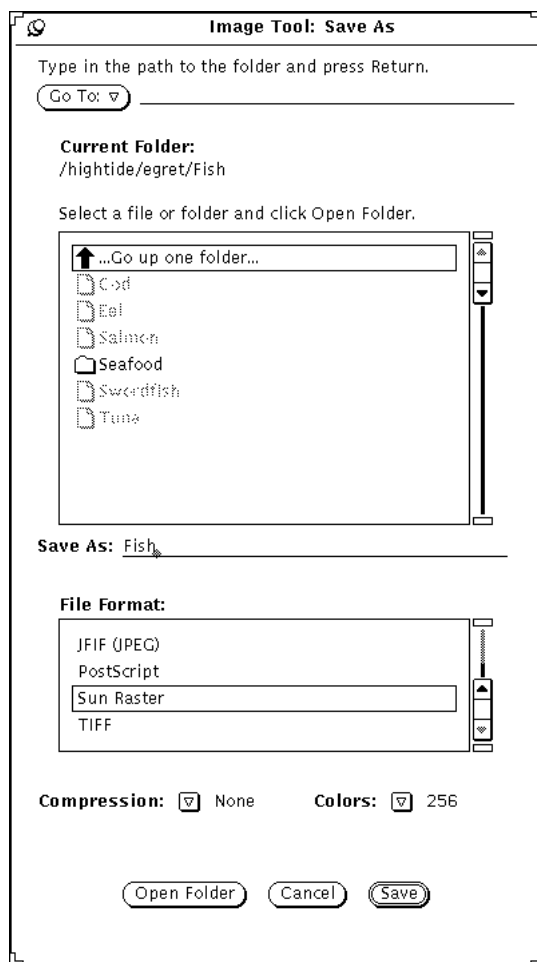 Image Tool: Save As
Type in the path to the folder and press Return.
Go To:
Current Folder:
/hightide/egret/Fish
Select a file or folder and click Open Folder.
...Go up one folder...
Cod
Eel
Salmon
Seafood
Swordfish
Tuna
Save As: Fish
File Format:
JFIF (JPEG)
PostScript
Sun Raster
TIFF
Compression: None Colors: 256
Open Folder Cancel Save